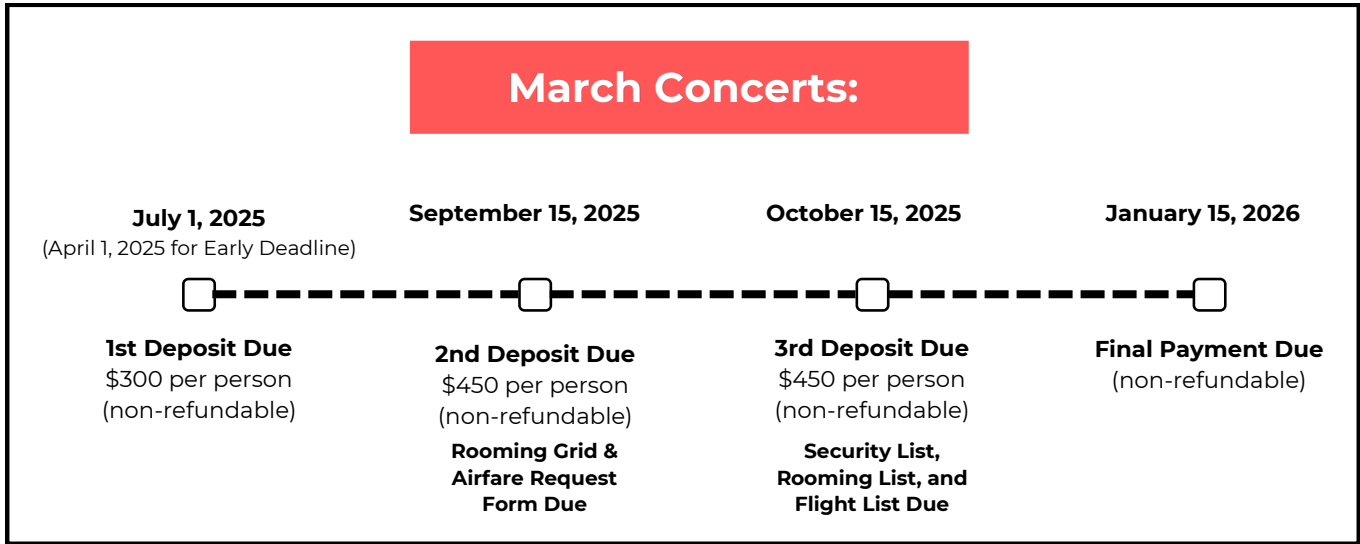 March Concerts:
July 1, 2025
(April 1, 2025 for Early Deadline)
September 15, 2025
October 15, 2025
January 15, 2026
1st Deposit Due
$300 per person
(non-refundable)
2nd Deposit Due
$450 per person
(non-refundable)
Rooming Grid &
Airfare Request
Form Due
3rd Deposit Due
$450 per person
(non-refundable)
Security List,
Rooming List, and
Flight List Due
Final Payment Due
(non-refundable)